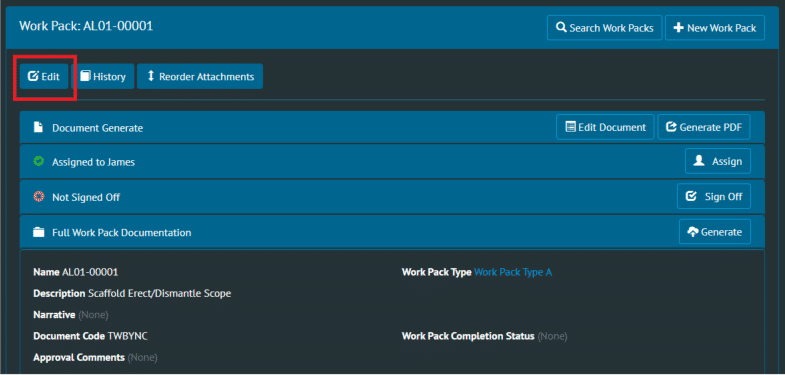 Work Pack: AL01-00001 Search Work Packs New Work Pack
Edit History Reorder Attachments
Document Generate Edit Document Generate PDF
Assigned to James Assign
Not Signed Off Sign Off
Full Work Pack Documentation Generate
Name AL01-00001 Work Pack Type Work Pack Type A
Description Scaffold Erect/Dismantle Scope
Narrative (None)
Document Code TWBYNC Work Pack Completion Status (None)
Approval Comments (None)